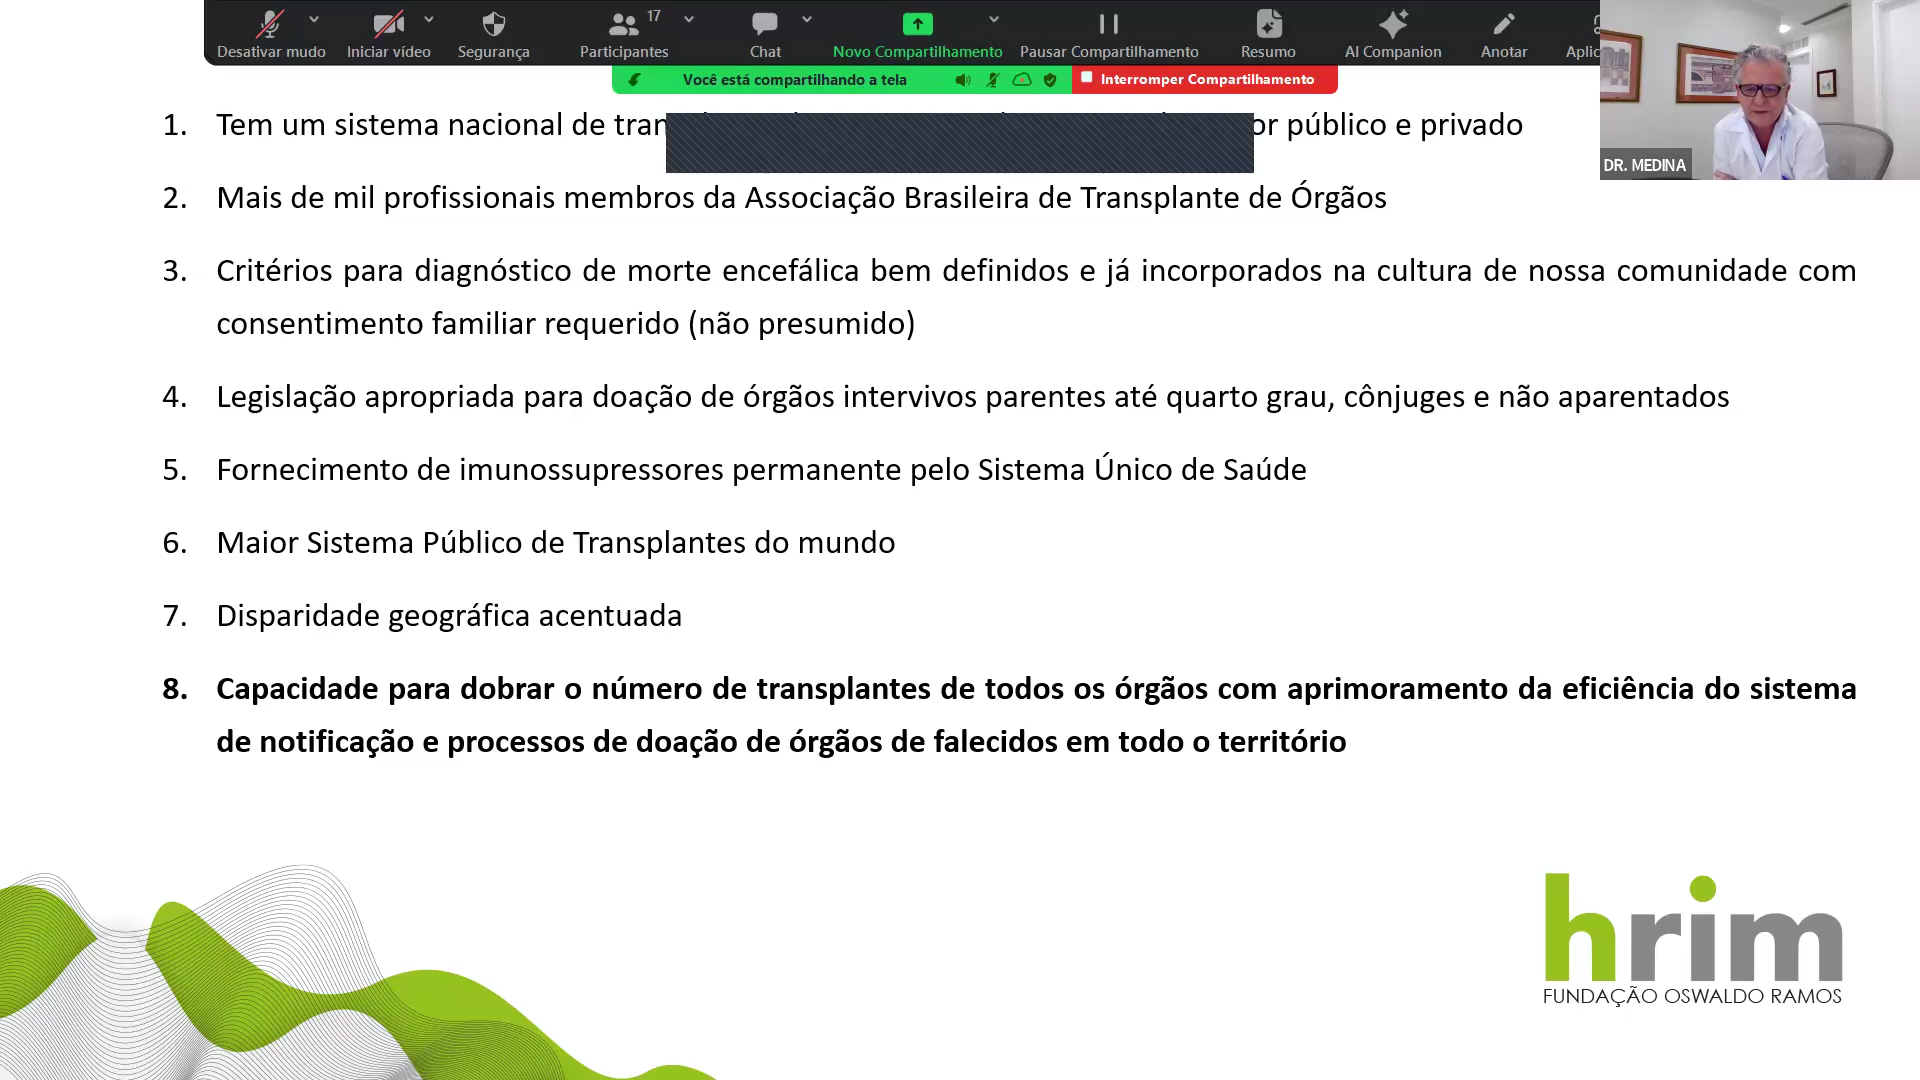 17
Desativar mudo Iniciar vídeo Segurança Participantes Chat Novo Compartilhamento Pausar Compartilhamento Resumo AI Companion Anotar Aplic
Você está compartilhando a tela Interromper Compartilhamento
DR. MEDINA
1. Tem um sistema nacional de público e privado
2. Mais de mil profissionais membros da Associação Brasileira de Transplante de Órgãos
3. Critérios para diagnóstico de morte encefálica bem definidos e já incorporados na cultura de nossa comunidade com
consentimento familiar requerido (não presumido)
4. Legislação apropriada para doação de órgãos intervivos parentes até quarto grau, cônjuges e não aparentados
5. Fornecimento de imunossupressores permanente pelo Sistema Único de Saúde
6. Maior Sistema Público de Transplantes do mundo
7. Disparidade geográfica acentuada
8. Capacidade para dobrar o número de transplantes de todos os órgãos com aprimoramento da eficiência do sistema
de notificação e processos de doação de órgãos de falecidos em todo o território
hrim
FUNDAÇÃO OSWALDO RAMOS